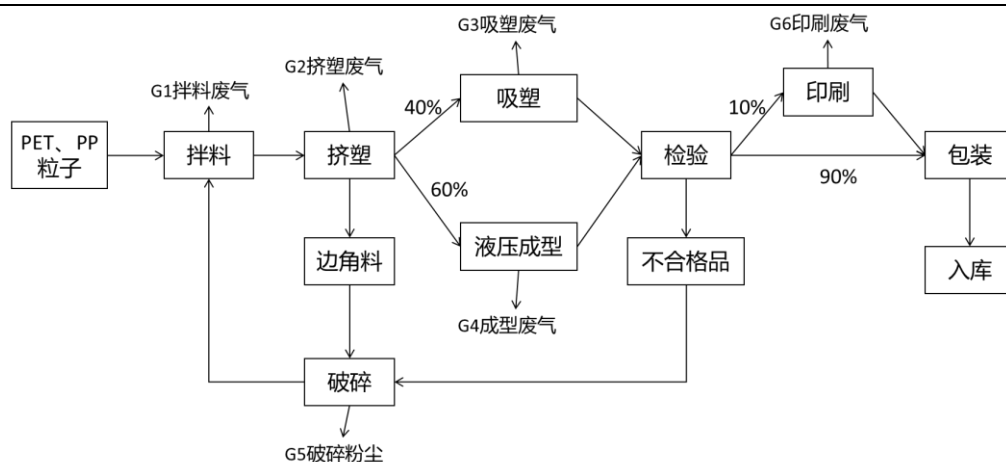 G3吸塑废气
G6印刷废气
G2挤塑废气
G1拌料废气
吸塑
印刷
40%
10%
PET、PP
粒子
拌料
挤塑
检验
包装
60%
90%
边角料
液压成型
不合格品
入库
G4成型废气
破碎
G5破碎粉尘